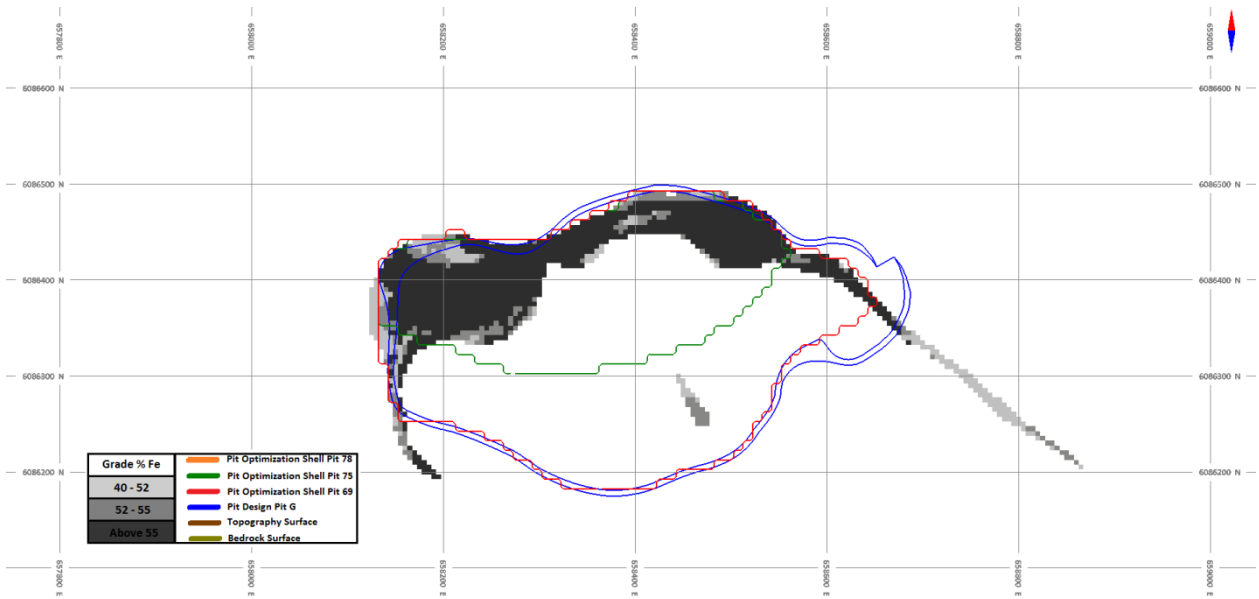 657800 E
658000 E
658200 E
658400 E
658600 E
658800 E
659000 E
6086600 N
6086600 N
6086500 N
6086500 N
6086400 N
6086400 N
6086300 N
6086300 N
6086200 N
6086200 N
Grade % Fe
40 - 52
52 - 55
Above 55
Pit Optimization Shell Pit 78
Pit Optimization Shell Pit 75
Pit Optimization Shell Pit 69
Pit Design Pit G
Topography Surface
Bedrock Surface
657800 E
658000 E
658200 E
658400 E
658600 E
658800 E
659000 E